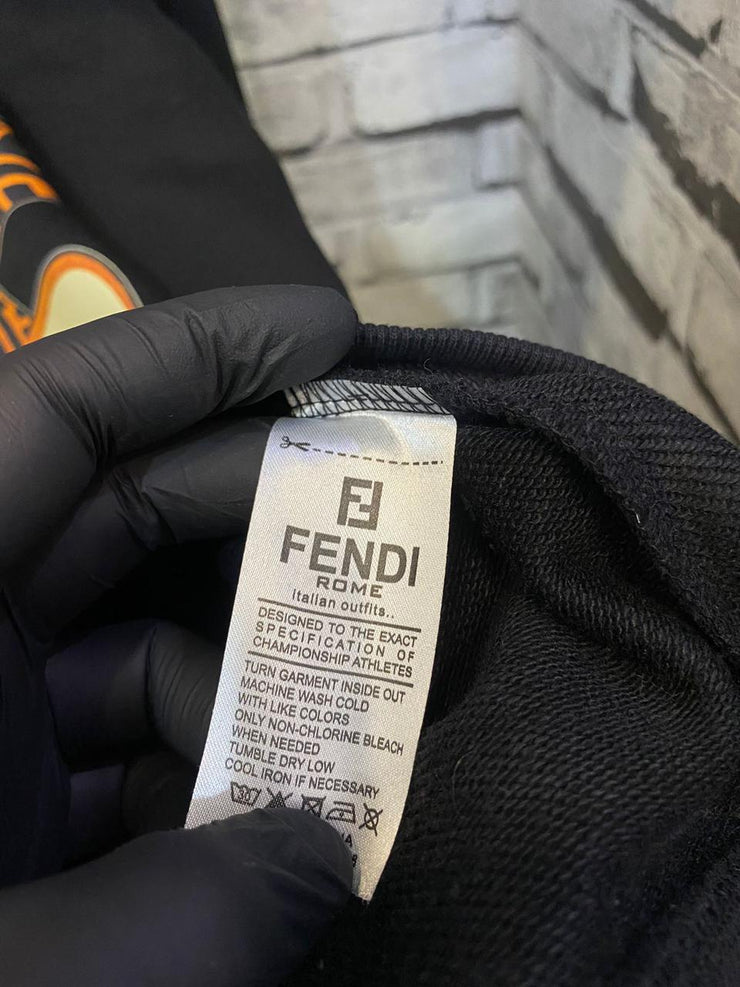 FENDI
ROME
italian outfits..
DESIGNED TO THE EXACT
SPECIFICATION OF
CHAMPIONSHIP ATHLETES
TURN GARMENT INSIDE OUT
MACHINE WASH COLD
WITH LIKE COLORS
ONLY NON-CHLORINE BLEACH
WHEN NEEDED
TUMBLE DRY LOW
COOL IRON IF NECESSARY
30